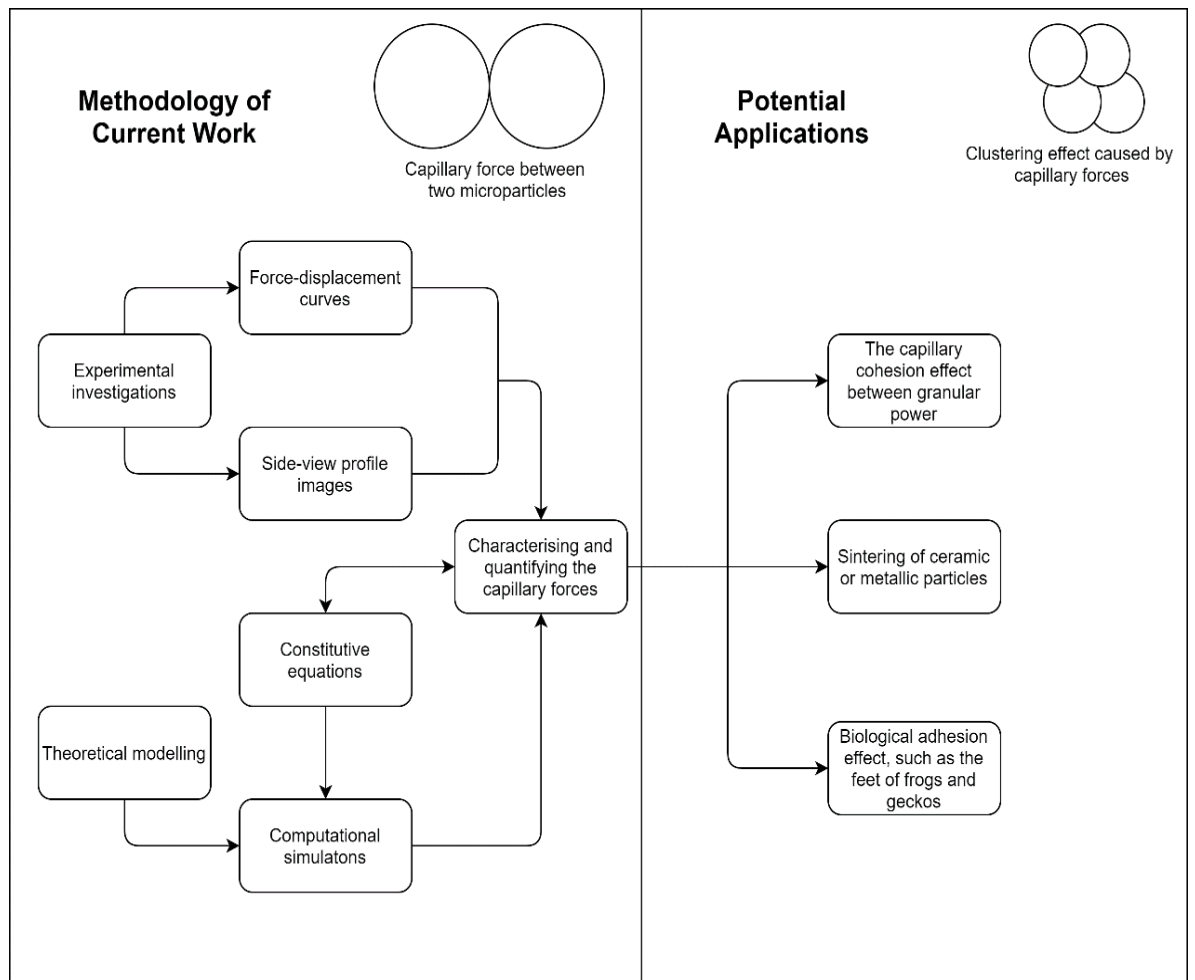 Methodology of
Current Work
Capillary force between
two microparticles
Force-displacement
curves
Experimental
investigations
Side-view profile
images
Characterising and
quantifying the
capillary forces
Constitutive
equations
Theoretical modelling
Computational
simulatons
Potential
Applications
Clustering effect caused by
capillary forces
The capillary
cohesion effect
between granular
power
Sintering of ceramic
or metallic particles
Biological adhesion
effect, such as the
feet of frogs and
geckos